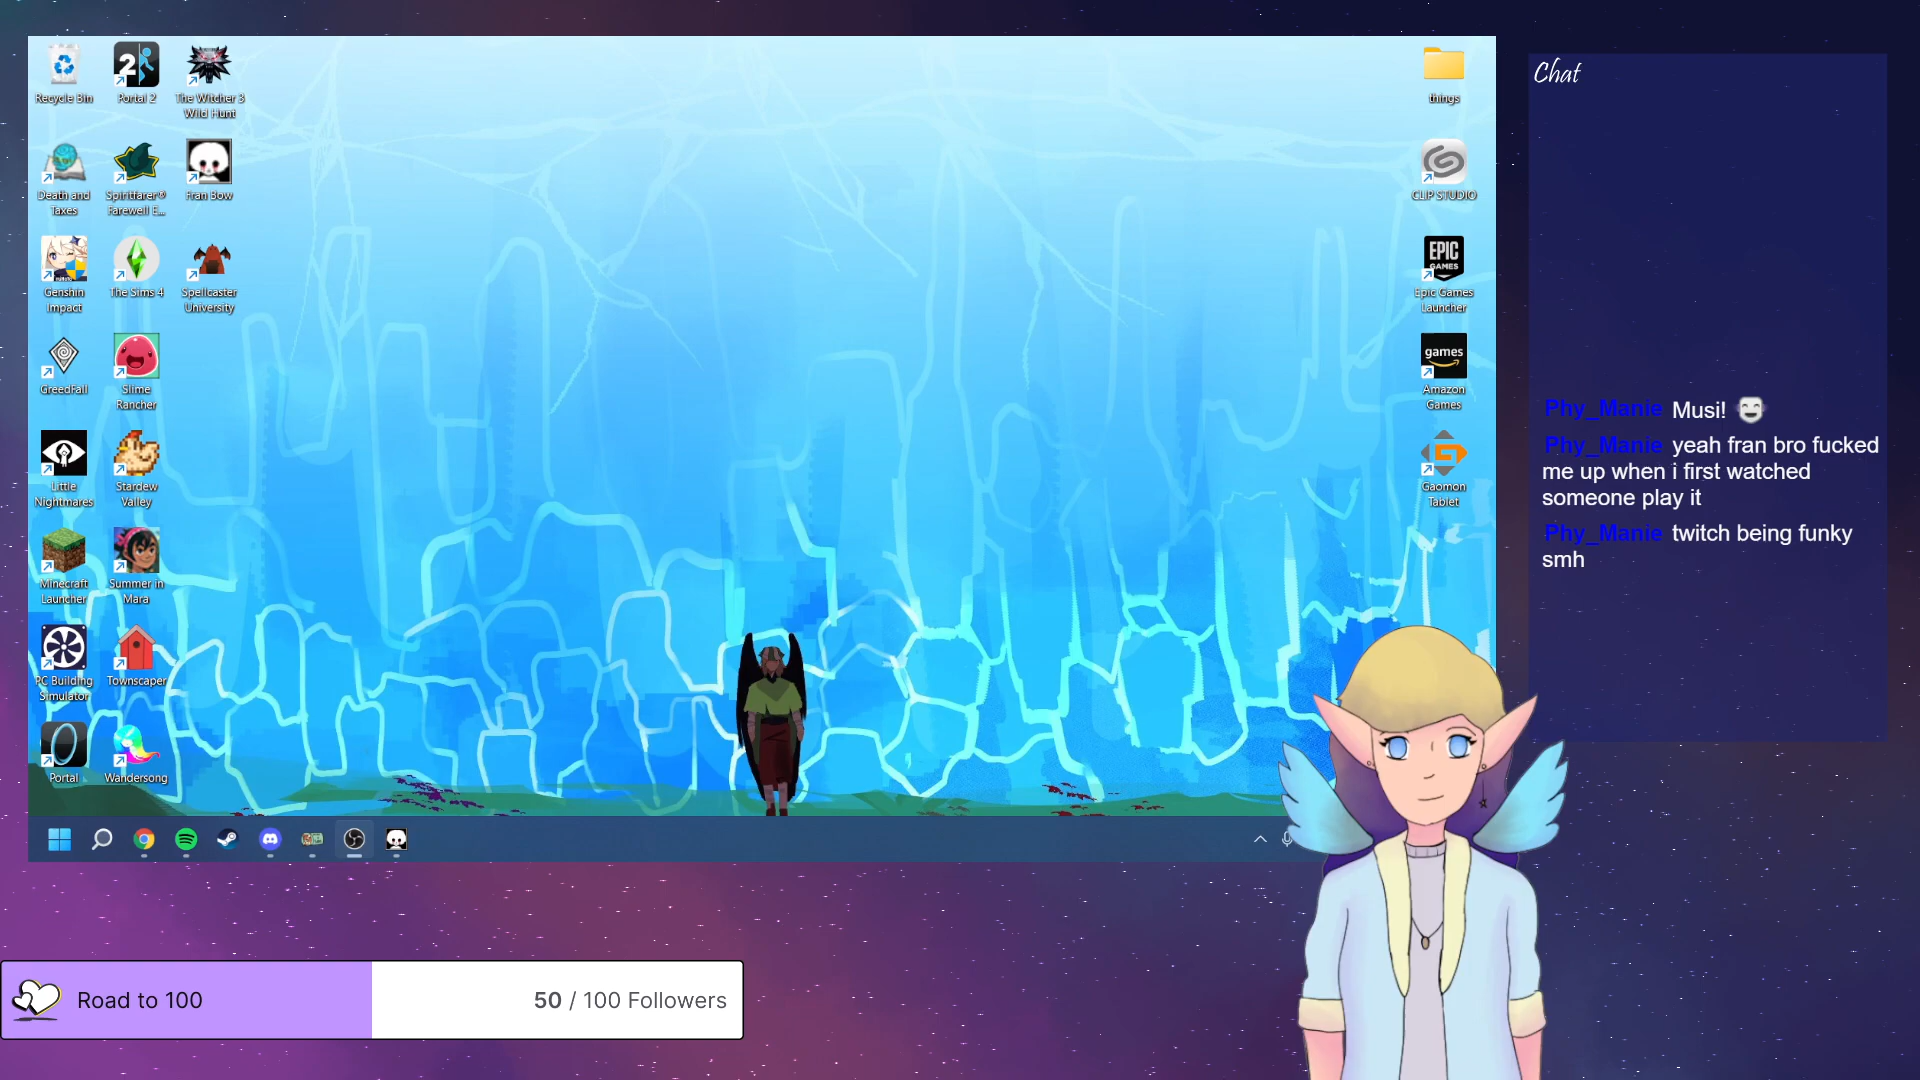 Recycle Bin
Portal 2
The Witcher 3
Wild Hunt
Death and
Taxes
Spiritfarer®
Farewell E...
Fran Bow
Genshin
Impact
The Sims 4
Spellcaster
University
GreedFall
Slime
Rancher
Little
Nightmares
Stardew
Valley
Minecraft
Launcher
Summer in
Mara
PC Building
Simulator
Townscaper
Portal
Wandersong
things
CLIP STUDIO
EPIC
GAMES
Epic Games
Launcher
games
Amazon
Games
Gaomon
Tablet
Chat
Phy_Manie Musi!
Phy_Manie yeah fran bro fucked
me up when i first watched
someone play it
Phy_Manie twitch being funky
smh
Road to 100
50 / 100 Followers